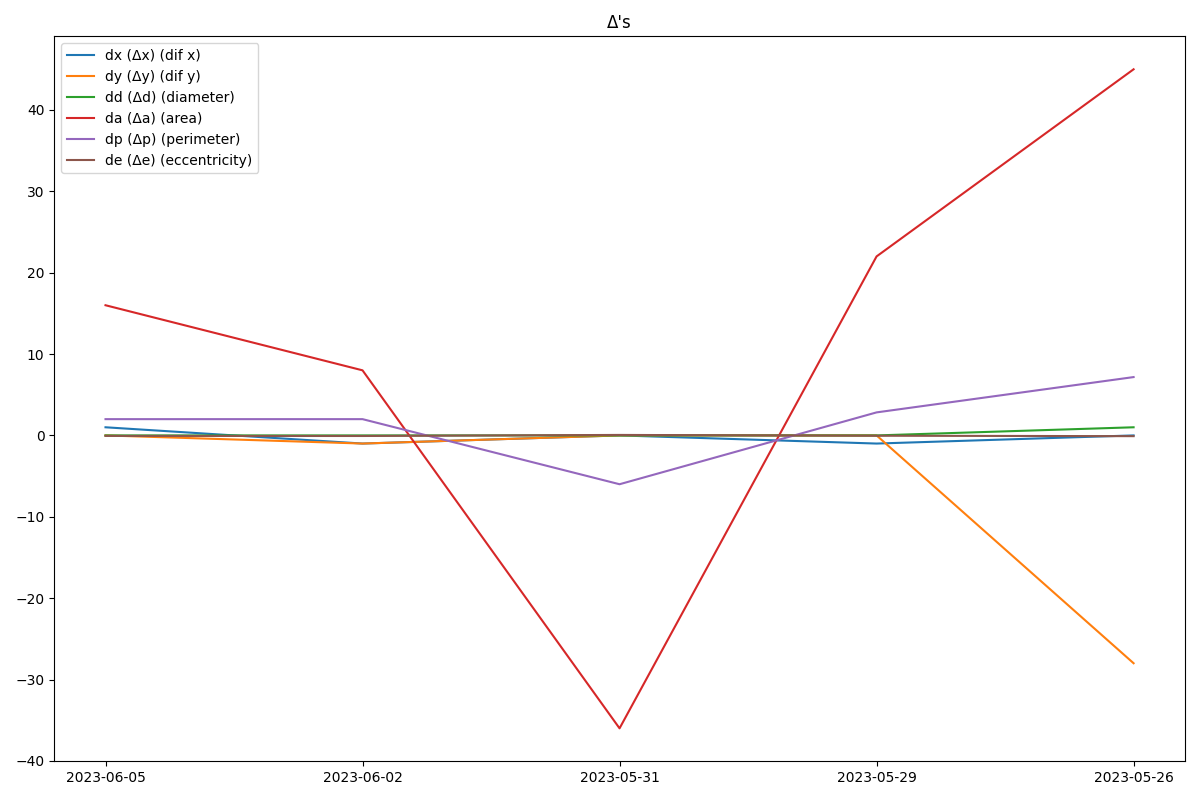 Δ's
dx (Δx) (dif x)
dy (Δy) (dif y)
dd (Δd) (diameter)
da (Δa) (area)
dp (Δp) (perimeter)
de (Δe) (eccentricity)
40
30
20
10
0
−10
−20
−30
−40
2023-06-05 2023-06-02 2023-05-31 2023-05-29 2023-05-26